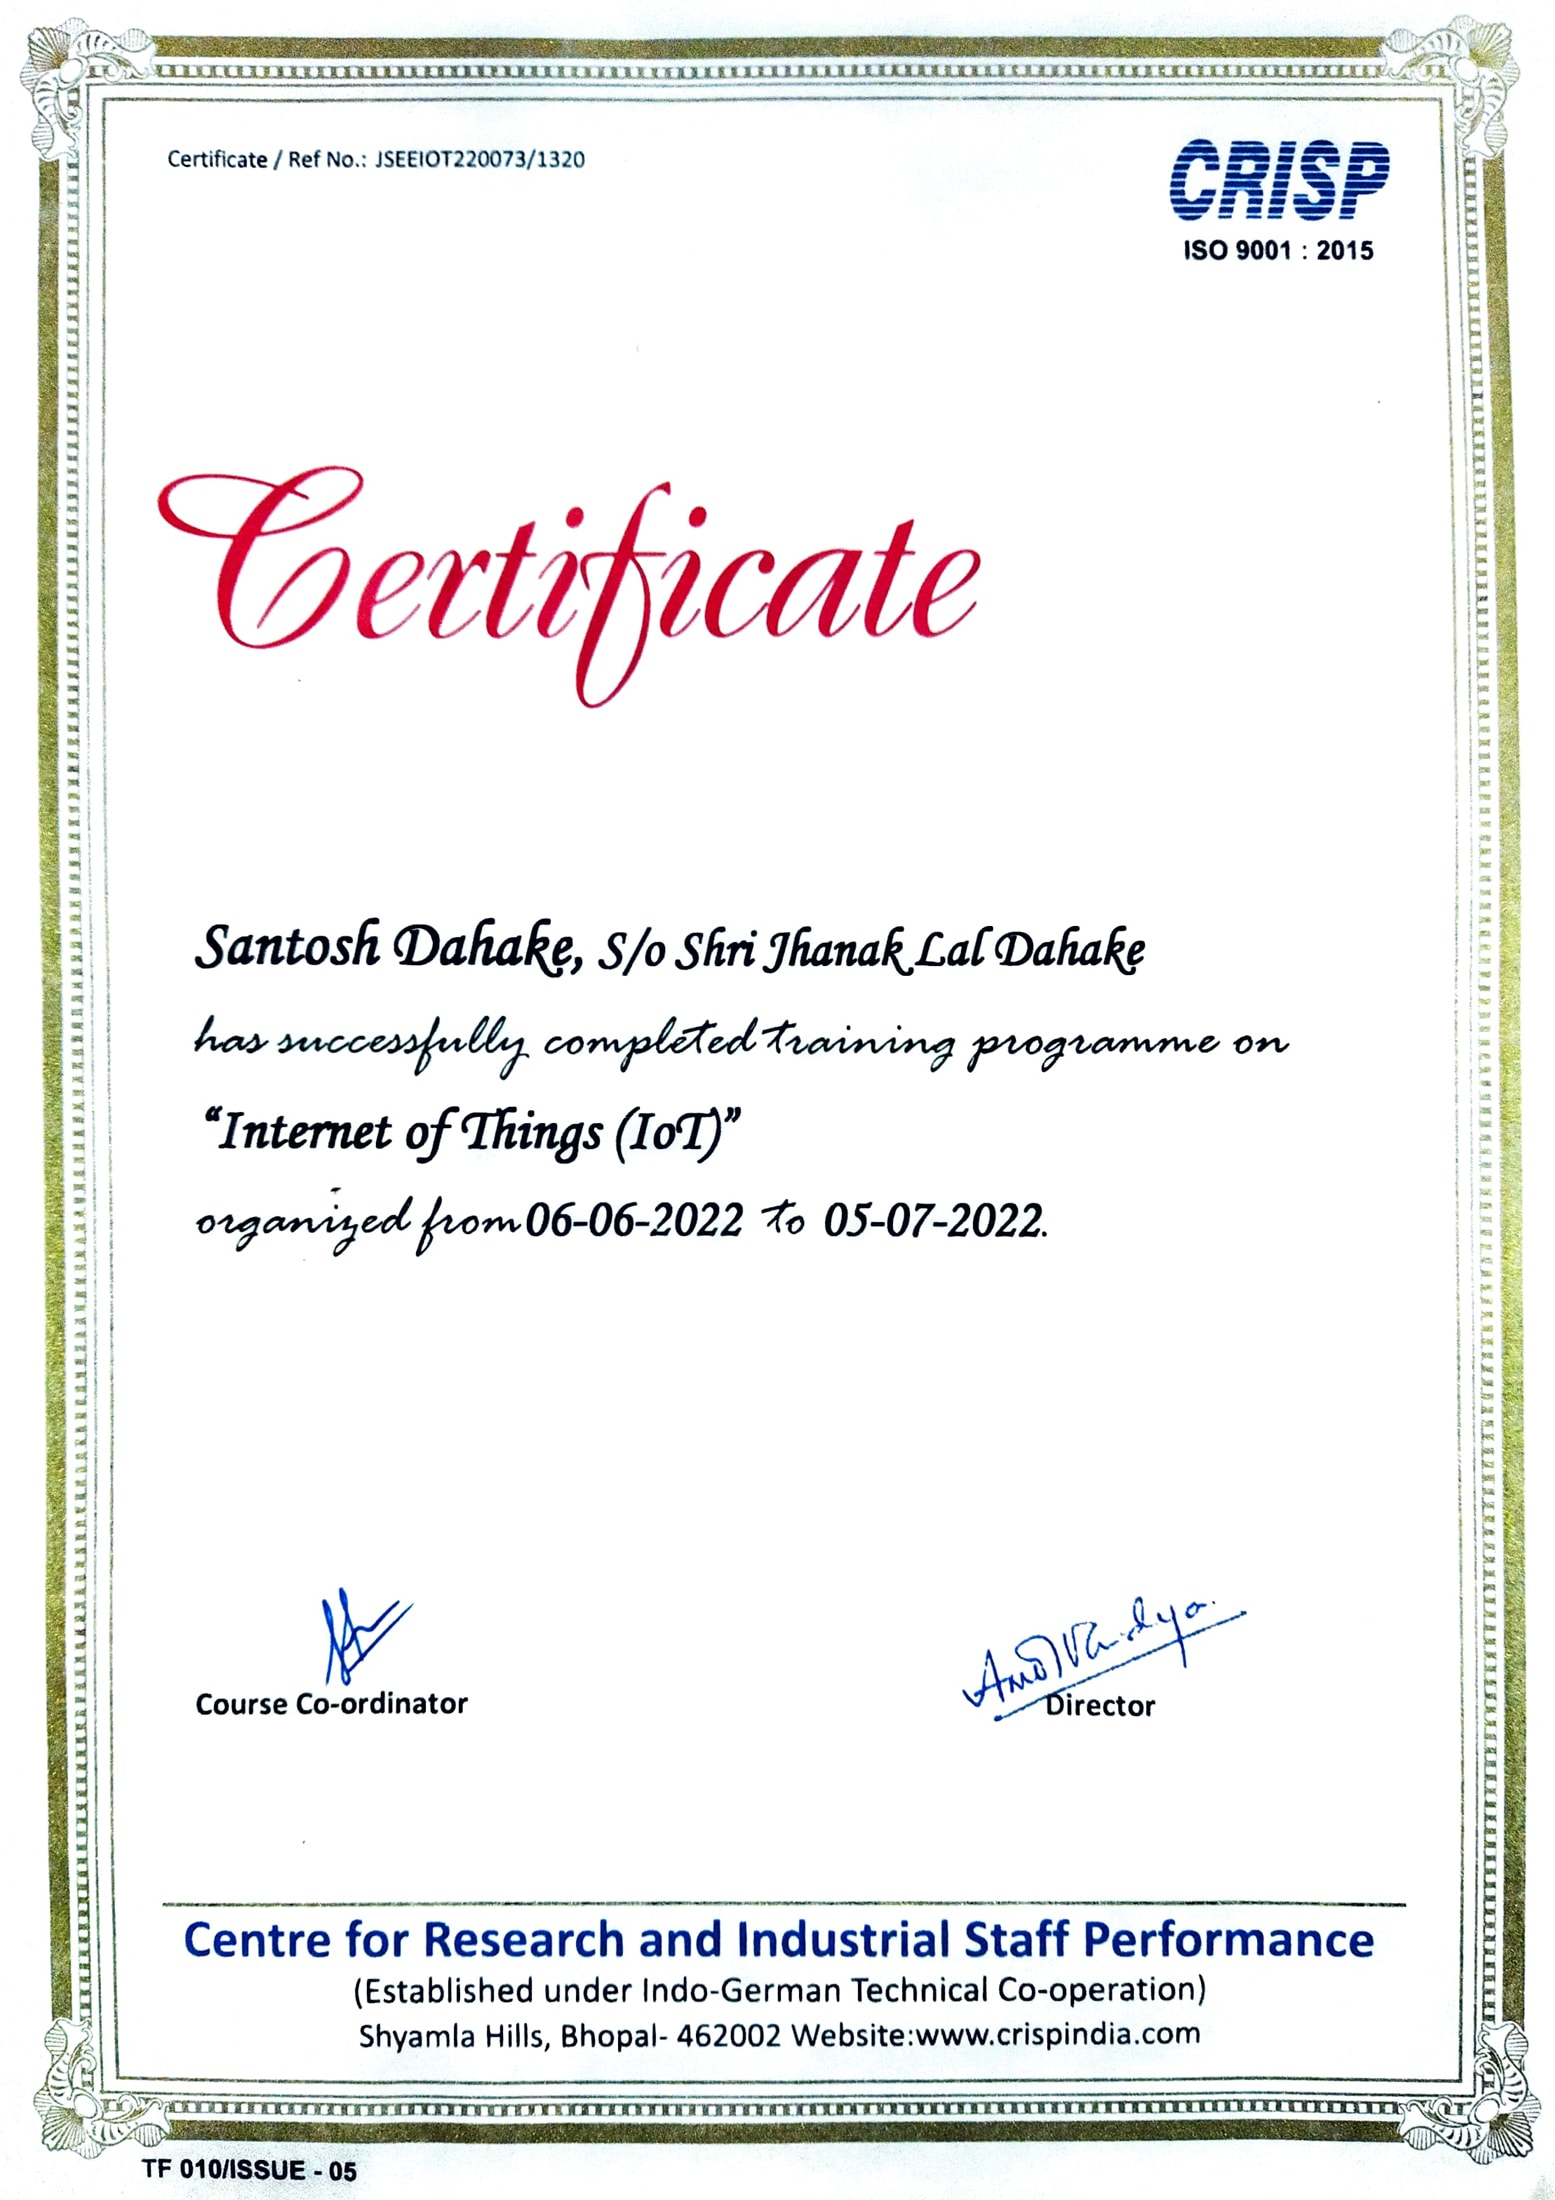 Certificate / Ref No.: JSEEIOT220073/1320
CRISP
ISO 9001 : 2015
Certificate
Santosh Dahake, S/o Shri Jhanak Lal Dahake
has successfully completed training programme on
“Internet of Things (IoT)”
organized from 06-06-2022 to 05-07-2022.
Course Co-ordinator
Director
Centre for Research and Industrial Staff Performance
(Established under Indo-German Technical Co-operation)
Shyamla Hills, Bhopal- 462002 Website:www.crispindia.com
TF 010/ISSUE - 05